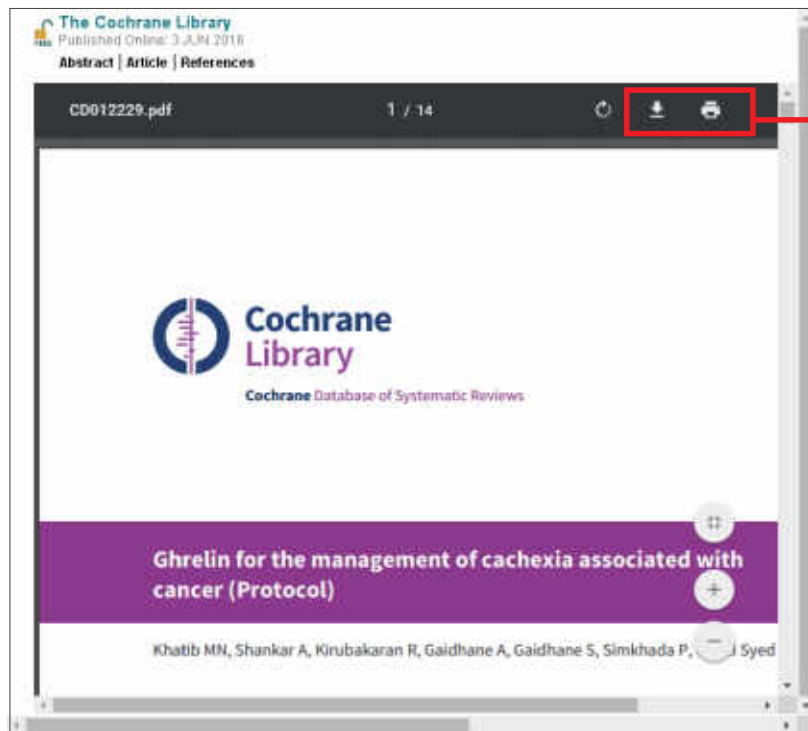 The Cochrane Library
Published Online: 3 JUN 2016
Abstract | Article | References
CD012229.pdf 1 / 14
Cochrane
Library
Cochrane Database of Systematic Reviews
Ghrelin for the management of cachexia associated with
cancer (Protocol)
Khatib MN, Shankar A, Kirubakaran R, Gaidhane A, Gaidhane S, Simkhada P, Syed